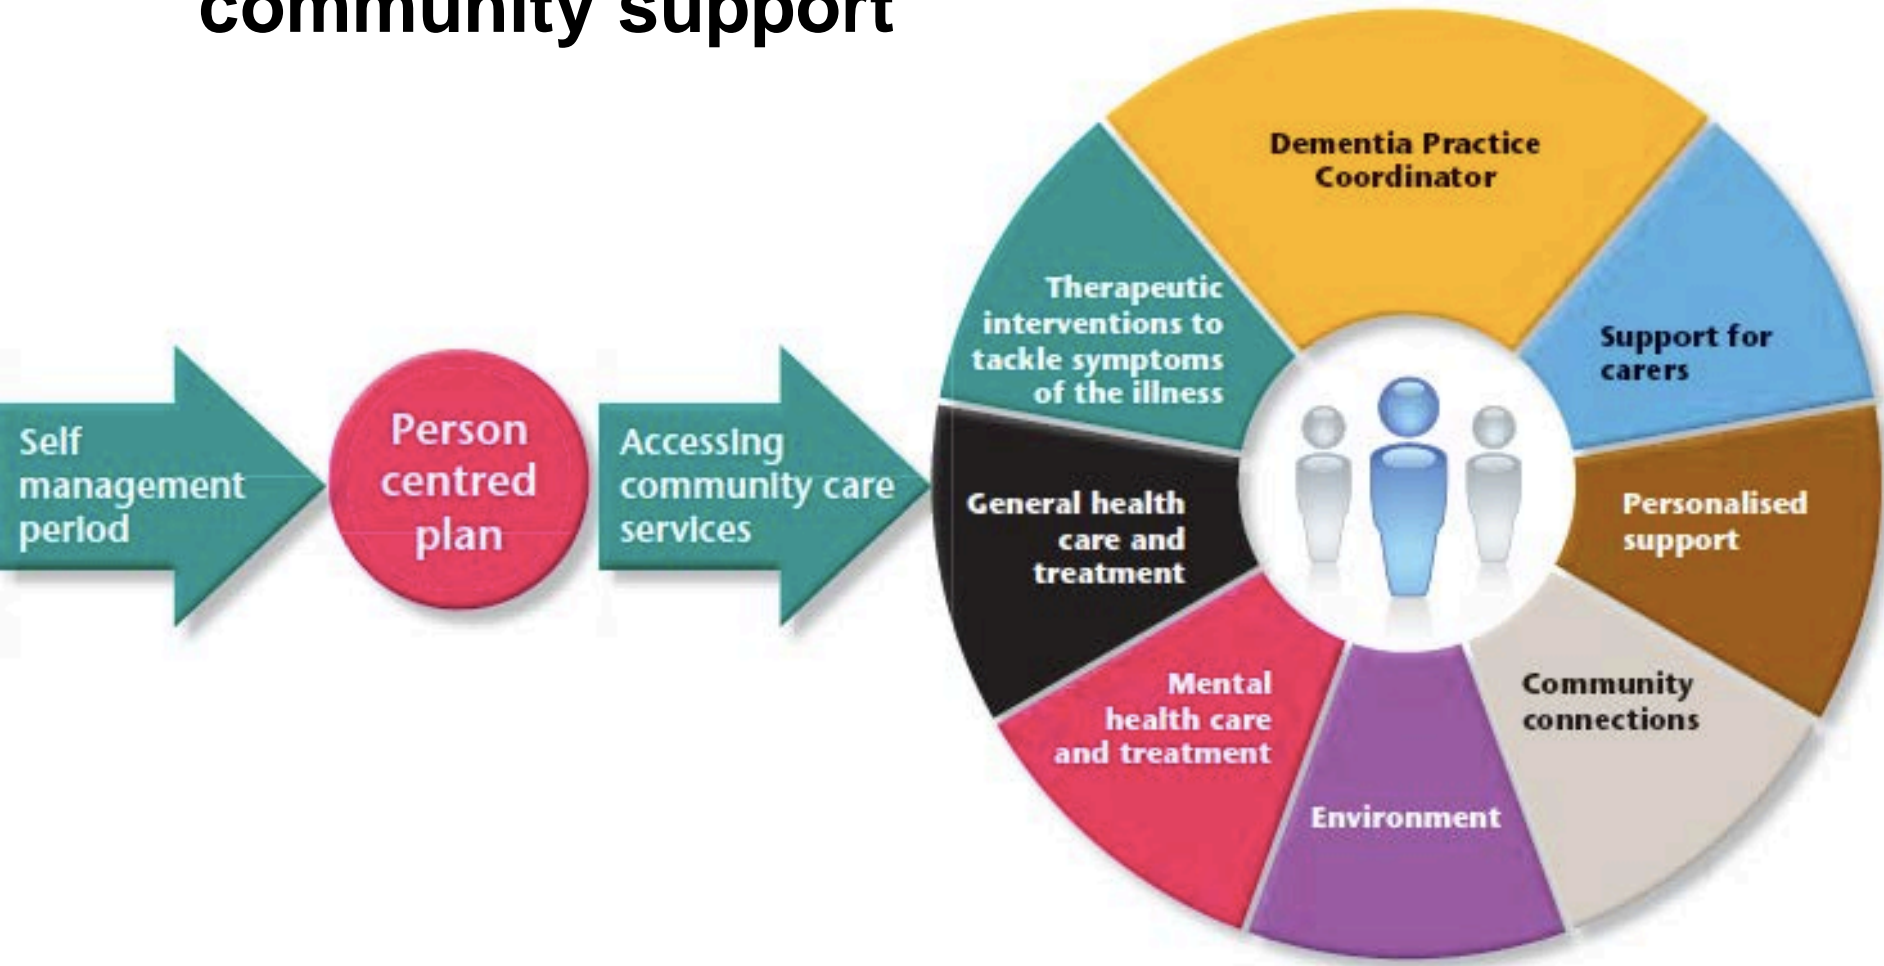 community support
Self
management
period
Person
centred
plan
Accessing
community care
services
Dementia Practice
Coordinator
Support for
carers
Personalised
support
Community
connections
Environment
Mental
health care
and treatment
General health
care and
treatment
Therapeutic
interventions to
tackle symptoms
of the illness